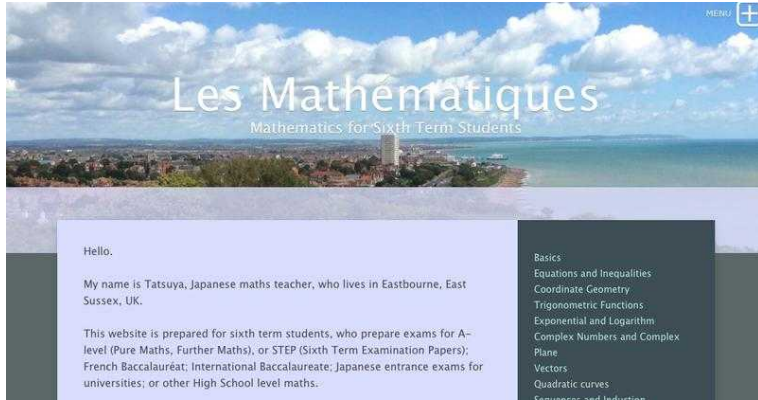 MENU
Les Mathématiques
Mathematics for Sixth Term Students
Hello.
My name is Tatsuya, Japanese maths teacher, who lives in Eastbourne, East
Sussex, UK.
This website is prepared for sixth term students, who prepare exams for A-
level (Pure Maths, Further Maths), or STEP (Sixth Term Examination Papers);
French Baccalauréat; International Baccalaureate; Japanese entrance exams for
universities; or other High School level maths.
Basics
Equations and Inequalities
Coordinate Geometry
Trigonometric Functions
Exponential and Logarithm
Complex Numbers and Complex
Plane
Vectors
Quadratic curves
Sequences and Induction